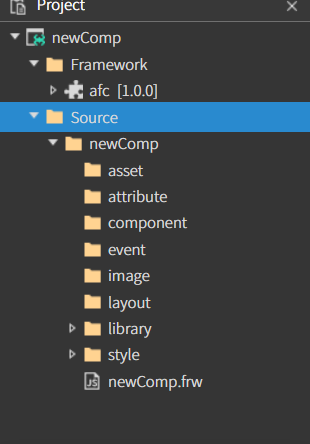 Project
newComp
Framework
afc [1.0.0]
Source
newComp
asset
attribute
component
event
image
layout
library
style
newComp.frw